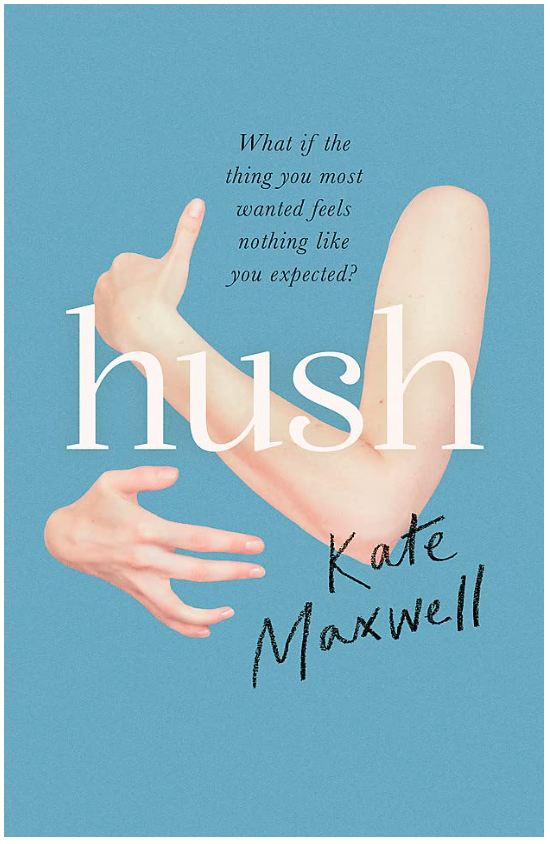 What if the
thing you most
wanted feels
nothing like
you expected?
hush
Kate
Maxwell